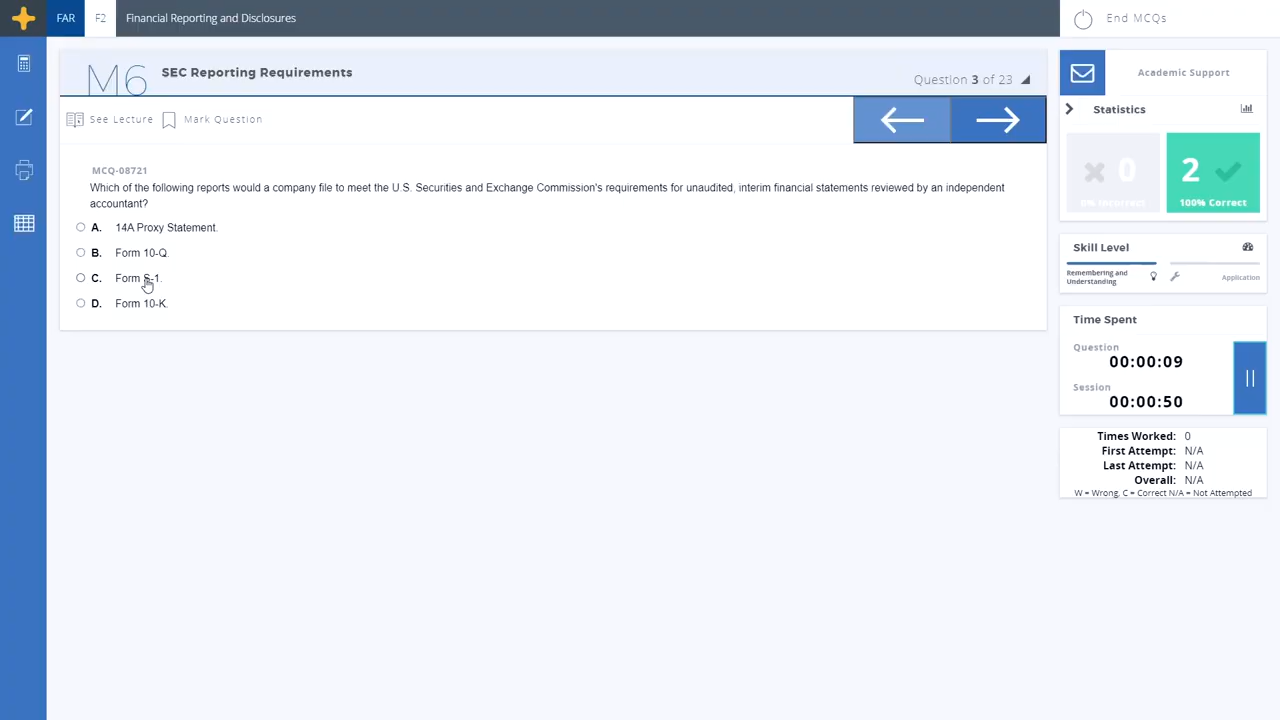 FAR
F2
Financial Reporting and Disclosures
End MCQs
M6
SEC Reporting Requirements
Question 3 of 23
See Lecture
Mark Question
MCQ-08721
Which of the following reports would a company file to meet the U.S. Securities and Exchange Commission's requirements for unaudited, interim financial statements reviewed by an independent
accountant?
A. 14A Proxy Statement.
B. Form 10-Q.
C. Form S-1.
D. Form 10-K.
Academic Support
Statistics
0
0% Incorrect
2
100% Correct
Skill Level
Remembering and
Understanding
Application
Time Spent
Question
00:00:09
Session
00:00:50
Times Worked: 0
First Attempt: N/A
Last Attempt: N/A
Overall: N/A
W = Wrong, C = Correct N/A = Not Attempted